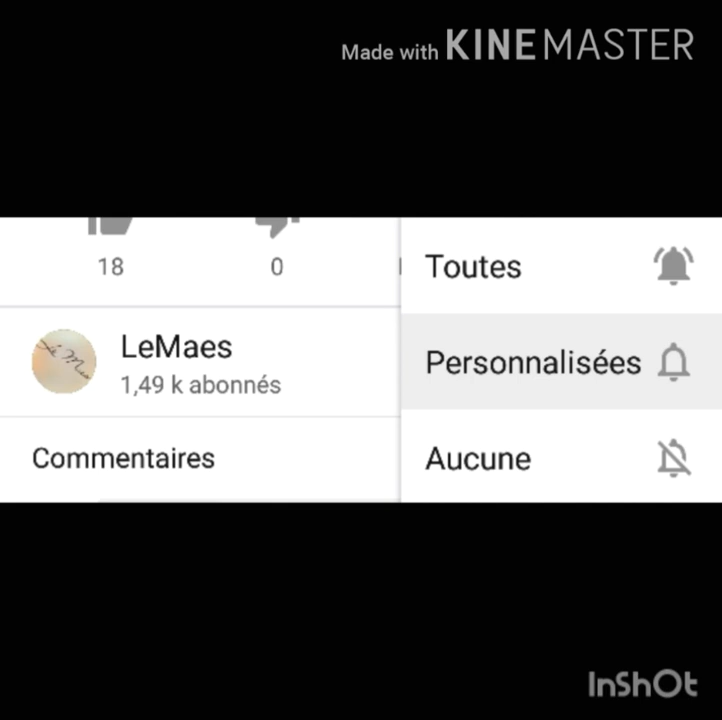 Made with KINEMASTER
18
0
LeMaes
1,49 k abonnés
Commentaires
Toutes
Personnalisées
Aucune
InShOt